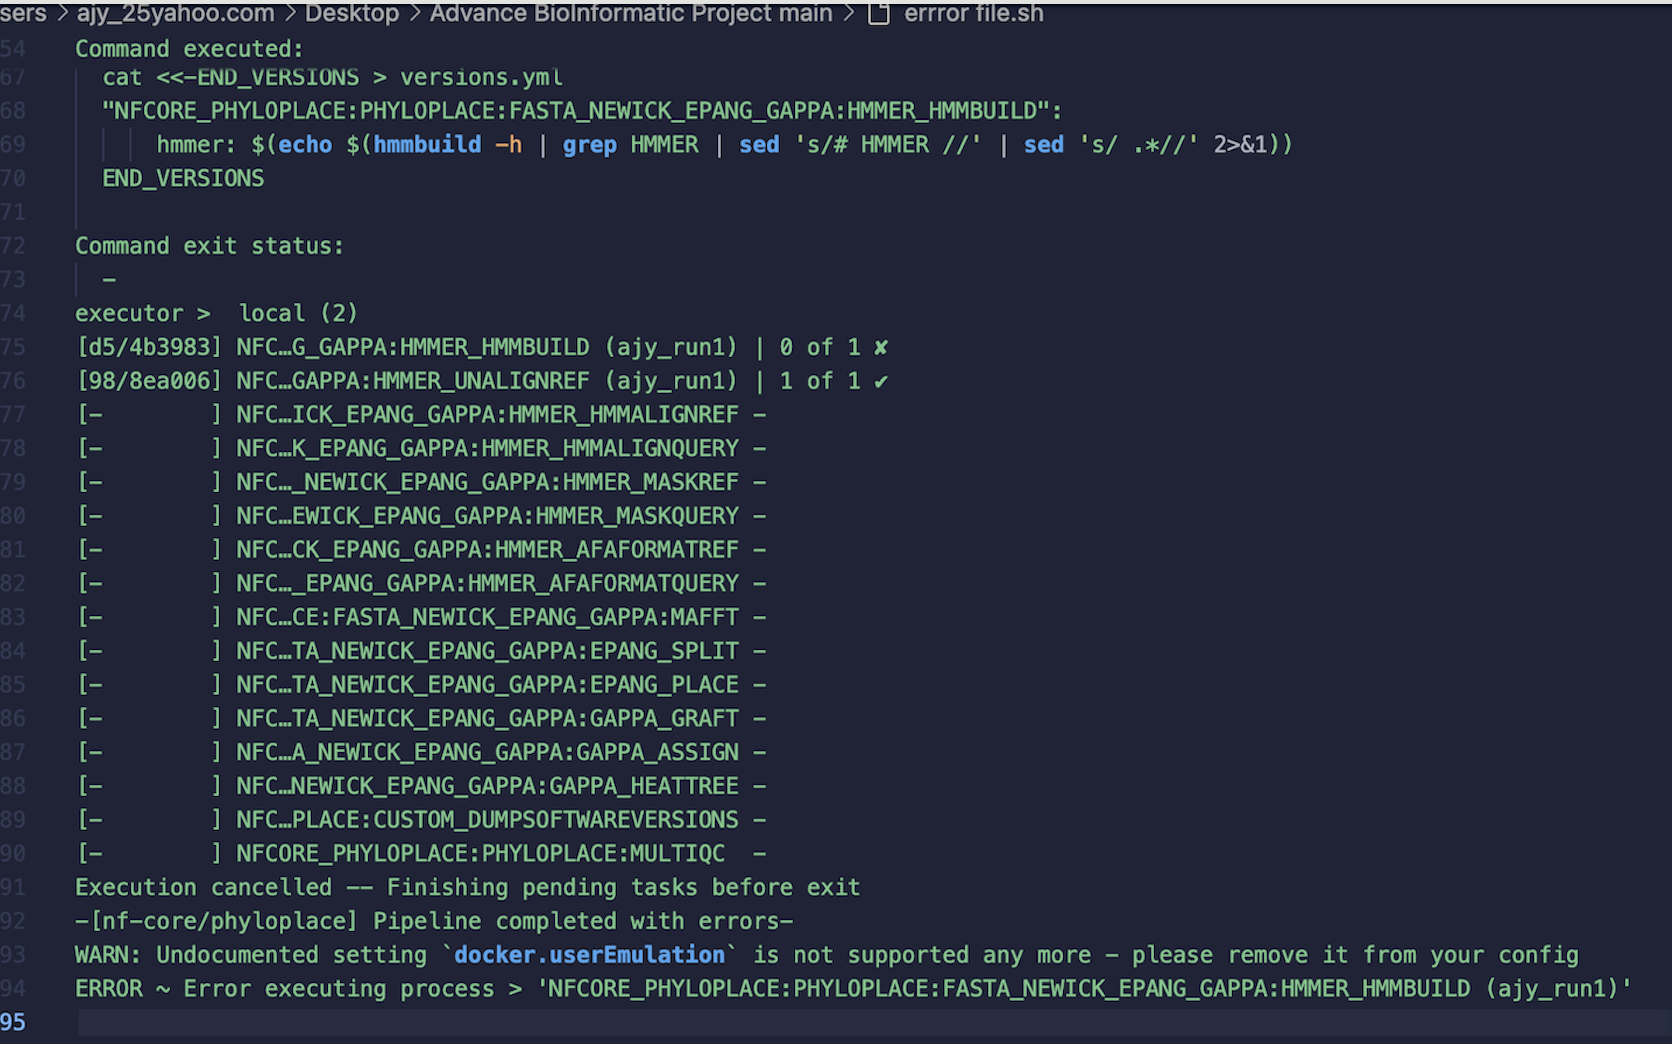 sers > ajy_25yahoo.com > Desktop > Advance BioInformatic Project main > errror file.sh
54 Command executed:
67 cat <<-END_VERSIONS > versions.yml
68 "NFCORE_PHYLOPLACE:PHYLOPLACE:FASTA_NEWICK_EPANG_GAPPA:HMMER_HMMBUILD":
69 hmmer: $(echo $(hmmbuild -h | grep HMMER | sed 's/# HMMER //' | sed 's/ .*//' 2>&1))
70 END_VERSIONS
71
72 Command exit status:
73 -
74 executor >  local (2)
75 [d5/4b3983] NFC…G_GAPPA:HMMER_HMMBUILD (ajy_run1) | 0 of 1 ✘
76 [98/8ea006] NFC…GAPPA:HMMER_UNALIGNREF (ajy_run1) | 1 of 1 ✔
77 [-        ] NFC…ICK_EPANG_GAPPA:HMMER_HMMALIGNREF -
78 [-        ] NFC…K_EPANG_GAPPA:HMMER_HMMALIGNQUERY -
79 [-        ] NFC…_NEWICK_EPANG_GAPPA:HMMER_MASKREF -
80 [-        ] NFC…EWICK_EPANG_GAPPA:HMMER_MASKQUERY -
81 [-        ] NFC…CK_EPANG_GAPPA:HMMER_AFAFORMATREF -
82 [-        ] NFC…_EPANG_GAPPA:HMMER_AFAFORMATQUERY -
83 [-        ] NFC…CE:FASTA_NEWICK_EPANG_GAPPA:MAFFT -
84 [-        ] NFC…TA_NEWICK_EPANG_GAPPA:EPANG_SPLIT -
85 [-        ] NFC…TA_NEWICK_EPANG_GAPPA:EPANG_PLACE -
86 [-        ] NFC…TA_NEWICK_EPANG_GAPPA:GAPPA_GRAFT -
87 [-        ] NFC…A_NEWICK_EPANG_GAPPA:GAPPA_ASSIGN -
88 [-        ] NFC…NEWICK_EPANG_GAPPA:GAPPA_HEATTREE -
89 [-        ] NFC…PLACE:CUSTOM_DUMPSOFTWAREVERSIONS -
90 [-        ] NFCORE_PHYLOPLACE:PHYLOPLACE:MULTIQC  -
91 Execution cancelled -- Finishing pending tasks before exit
92 -[nf-core/phyloplace] Pipeline completed with errors-
93 WARN: Undocumented setting `docker.userEmulation` is not supported any more - please remove it from your config
94 ERROR ~ Error executing process > 'NFCORE_PHYLOPLACE:PHYLOPLACE:FASTA_NEWICK_EPANG_GAPPA:HMMER_HMMBUILD (ajy_run1)'
95